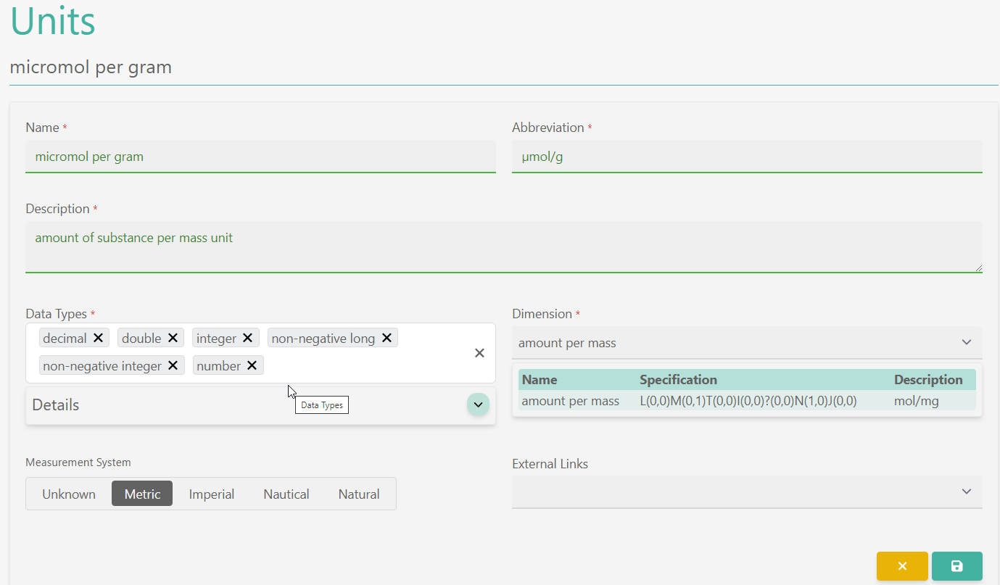 Units
micromol per gram
Name *
micromol per gram
Abbreviation *
µmol/g
Description *
amount of substance per mass unit
Data Types *
decimal
double
integer
non-negative long
non-negative integer
number
Details
Data Types
Dimension *
amount per mass
Name Specification Description
amount per mass L(0,0)M(0,1)T(0,0)I(0,0)?(0,0)N(1,0)J(0,0) mol/mg
Measurement System
Unknown Metric Imperial Nautical Natural
External Links